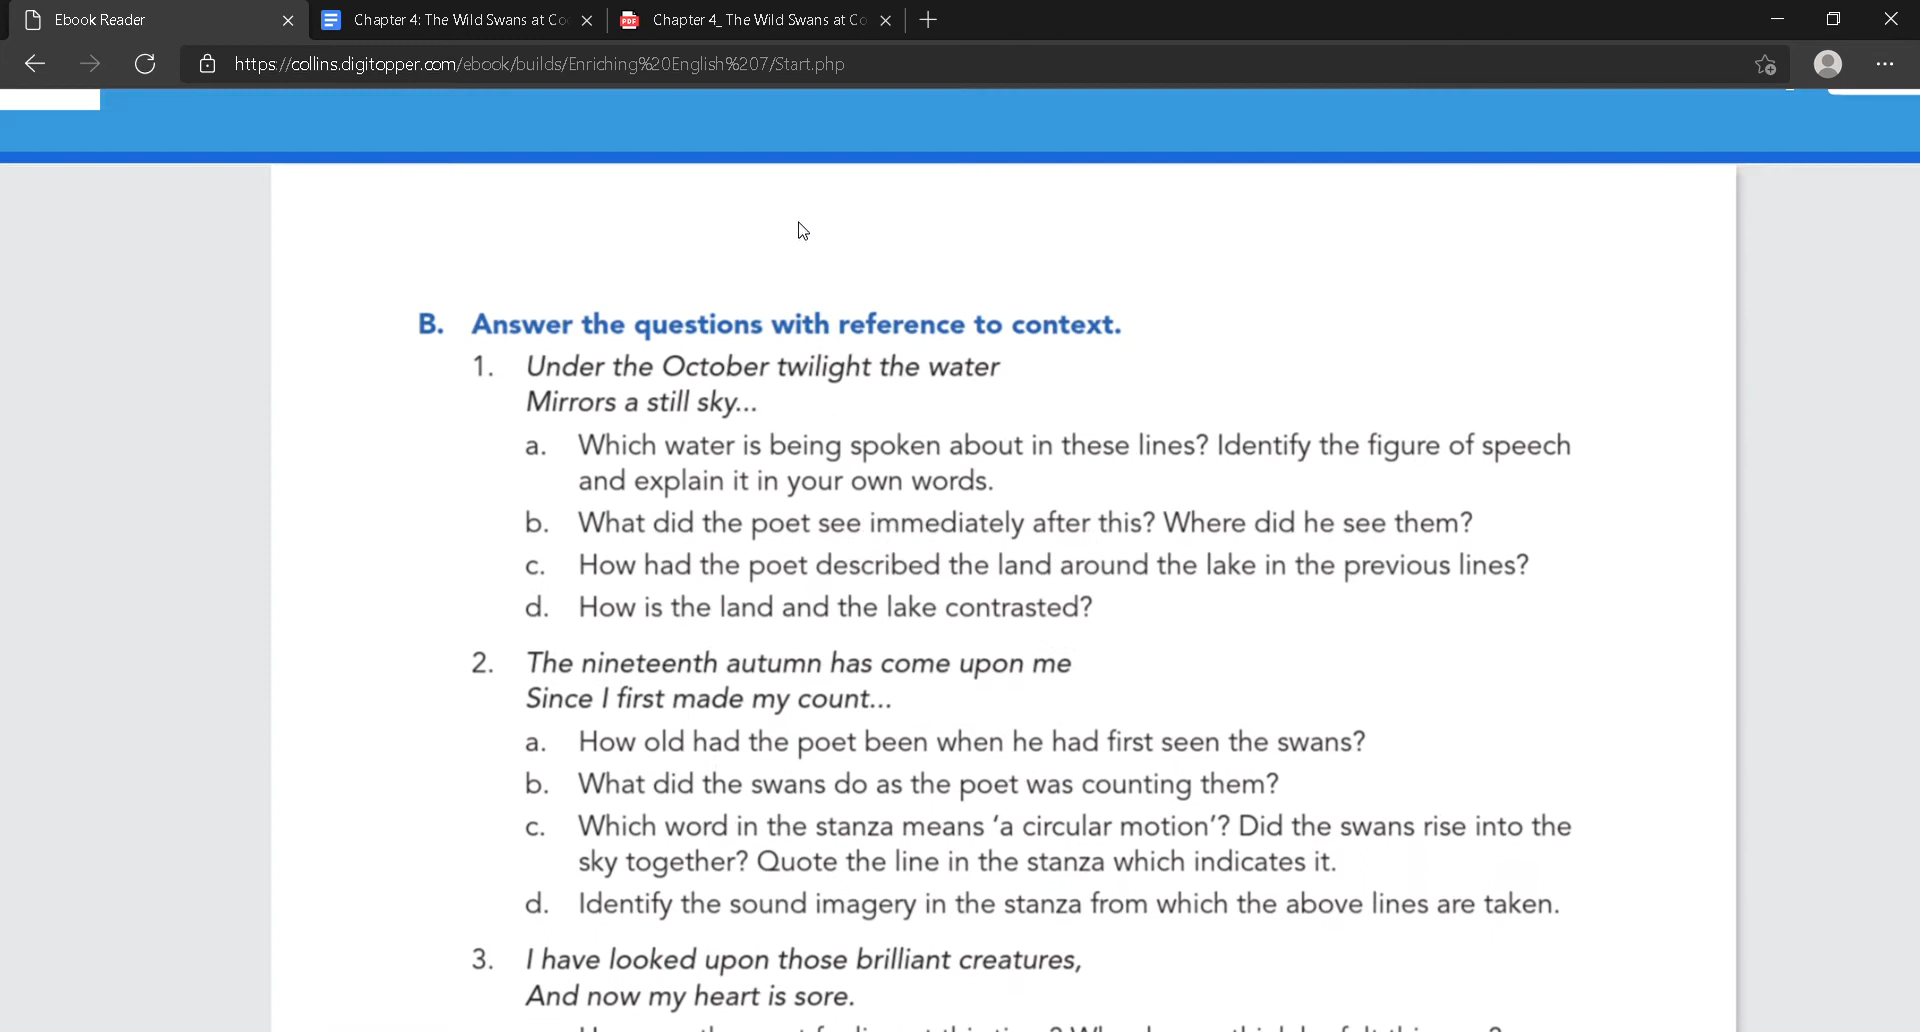 Ebook Reader
Chapter 4: The Wild Swans at Co
Chapter 4_ The Wild Swans at Co
https://collins.digitopper.com/ebook/builds/Enriching%20English%207/Start.php
B. Answer the questions with reference to context.
1. Under the October twilight the water
Mirrors a still sky...
a. Which water is being spoken about in these lines? Identify the figure of speech
and explain it in your own words.
b. What did the poet see immediately after this? Where did he see them?
c. How had the poet described the land around the lake in the previous lines?
d. How is the land and the lake contrasted?
2. The nineteenth autumn has come upon me
Since I first made my count...
a. How old had the poet been when he had first seen the swans?
b. What did the swans do as the poet was counting them?
c. Which word in the stanza means ‘a circular motion’? Did the swans rise into the
sky together? Quote the line in the stanza which indicates it.
d. Identify the sound imagery in the stanza from which the above lines are taken.
3. I have looked upon those brilliant creatures,
And now my heart is sore.